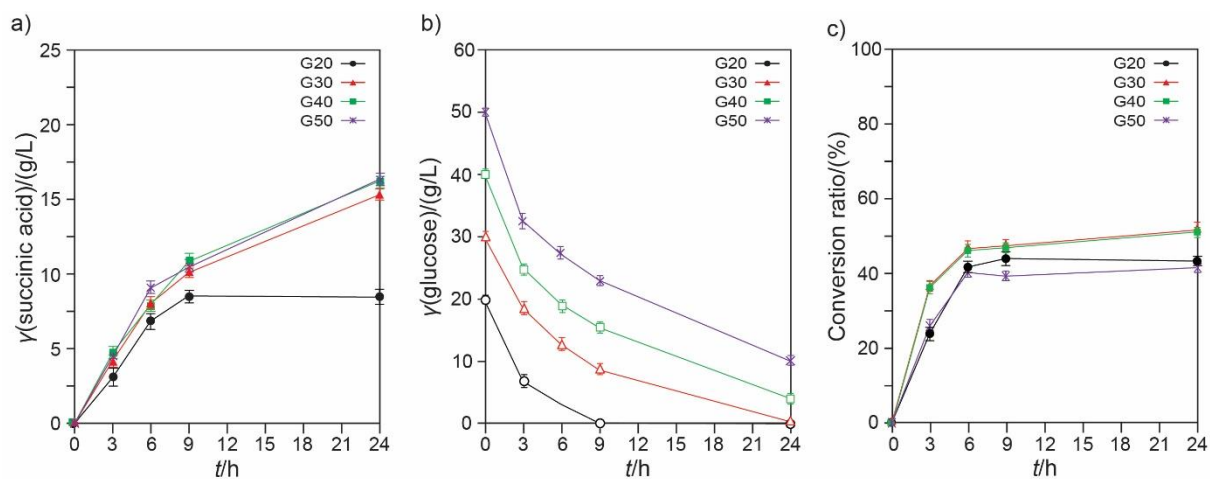 a)
25
20
15
10
5
0
γ(succinic acid)/(g/L)
G20
G30
G40
G50
0 3 6 9 12 15 18 21 24
t/h
b)
60
50
40
30
20
10
0
γ(glucose)/(g/L)
G20
G30
G40
G50
0 3 6 9 12 15 18 21 24
t/h
c)
100
80
60
40
20
0
Conversion ratio/(%)
G20
G30
G40
G50
0 3 6 9 12 15 18 21 24
t/h